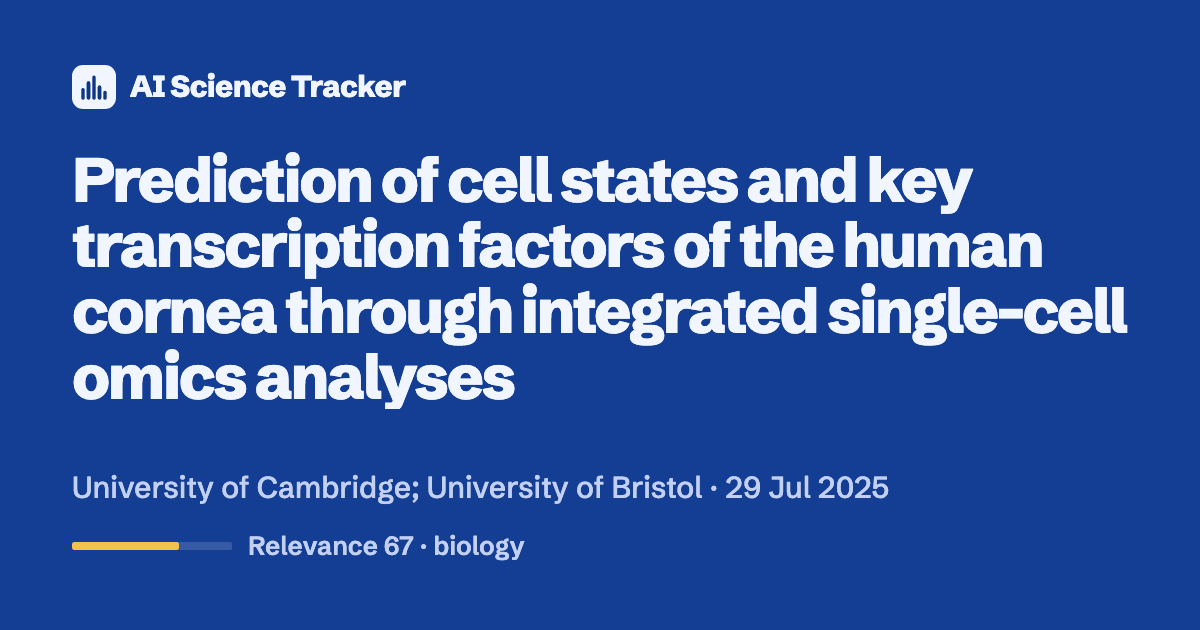 AI Science Tracker
Prediction of cell states and key
transcription factors of the human
cornea through integrated single-cell
omics analyses
University of Cambridge; University of Bristol · 29 Jul 2025
Relevance 67 · biology